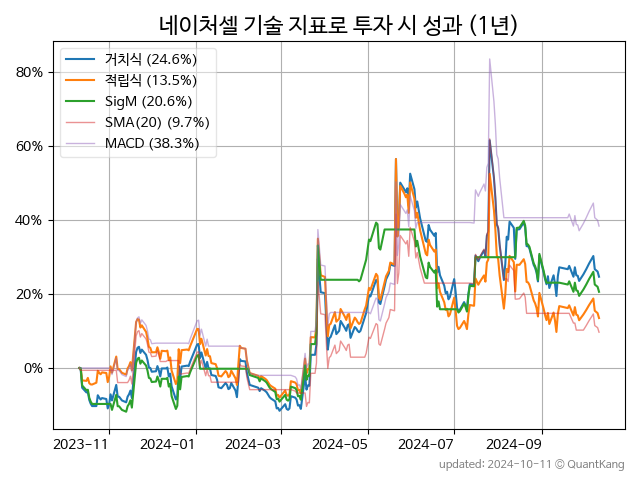 네이처셀 기술 지표로 투자 시 성과 (1년)
거치식 (24.6%)
적립식 (13.5%)
SigM (20.6%)
SMA(20) (9.7%)
MACD (38.3%)
80%
60%
40%
20%
0%
2023-11 2024-01 2024-03 2024-05 2024-07 2024-09
updated: 2024-10-11 © QuantKang